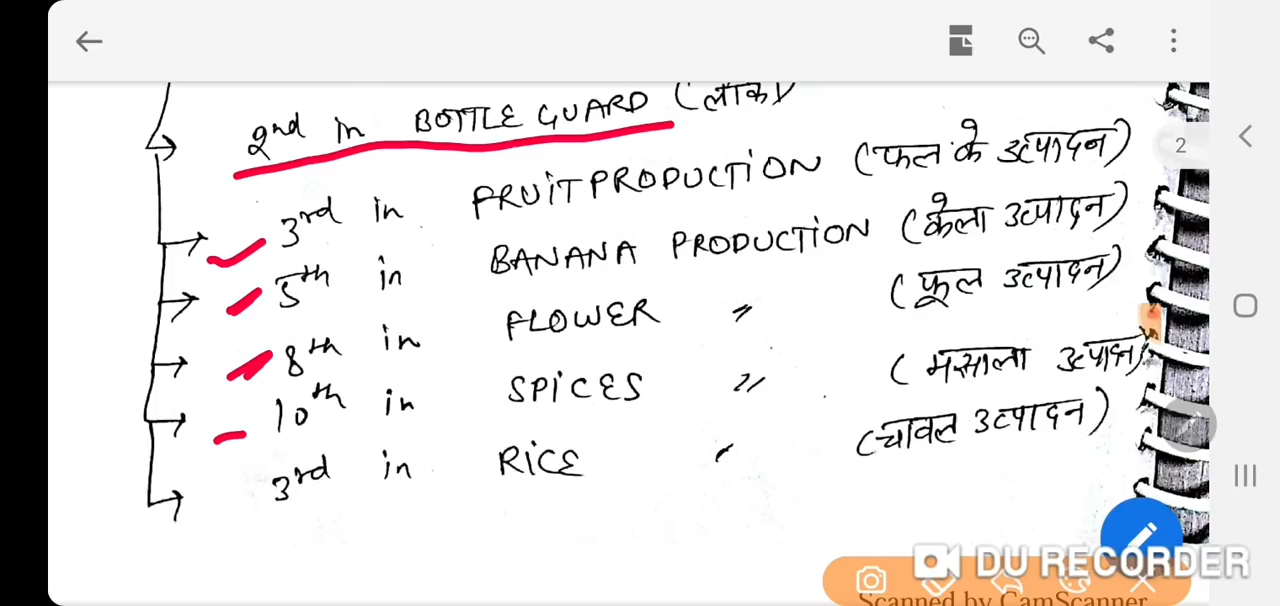 2nd in BOTTLE GUARD (लौकी)
3rd in FRUIT PRODUCTION (फल के उत्पादन)
5th in BANANA PRODUCTION (केला उत्पादन)
8th in FLOWER " (फूल उत्पादन)
10th in SPICES " (मसाला उत्पादन)
3rd in RICE " (चावल उत्पादन)
2
DU RECORDER
Scanned by CamScanner